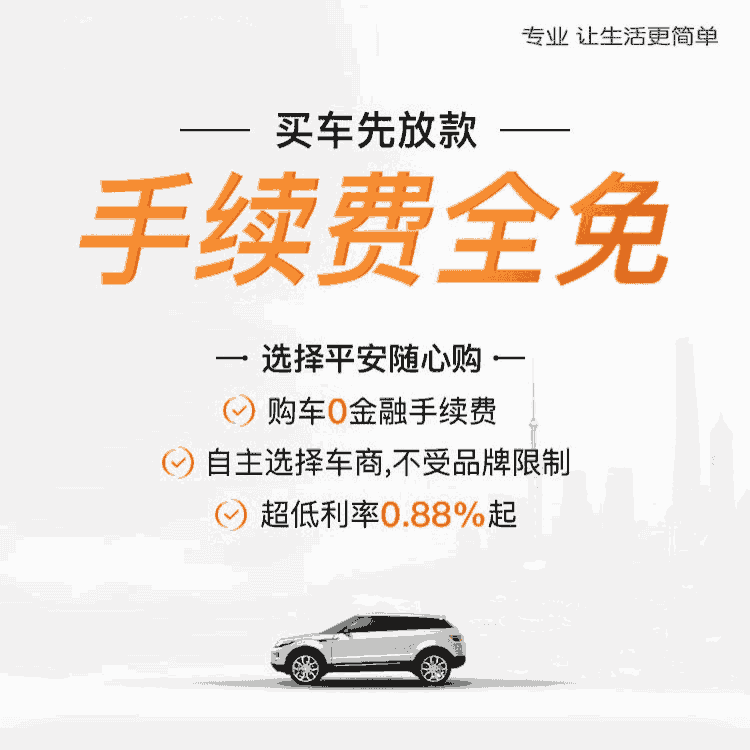 专业 让生活更简单
买车先放款
手续费全免
选择平安随心购
购车0金融手续费
自主选择车商,不受品牌限制
超低利率0.88%起